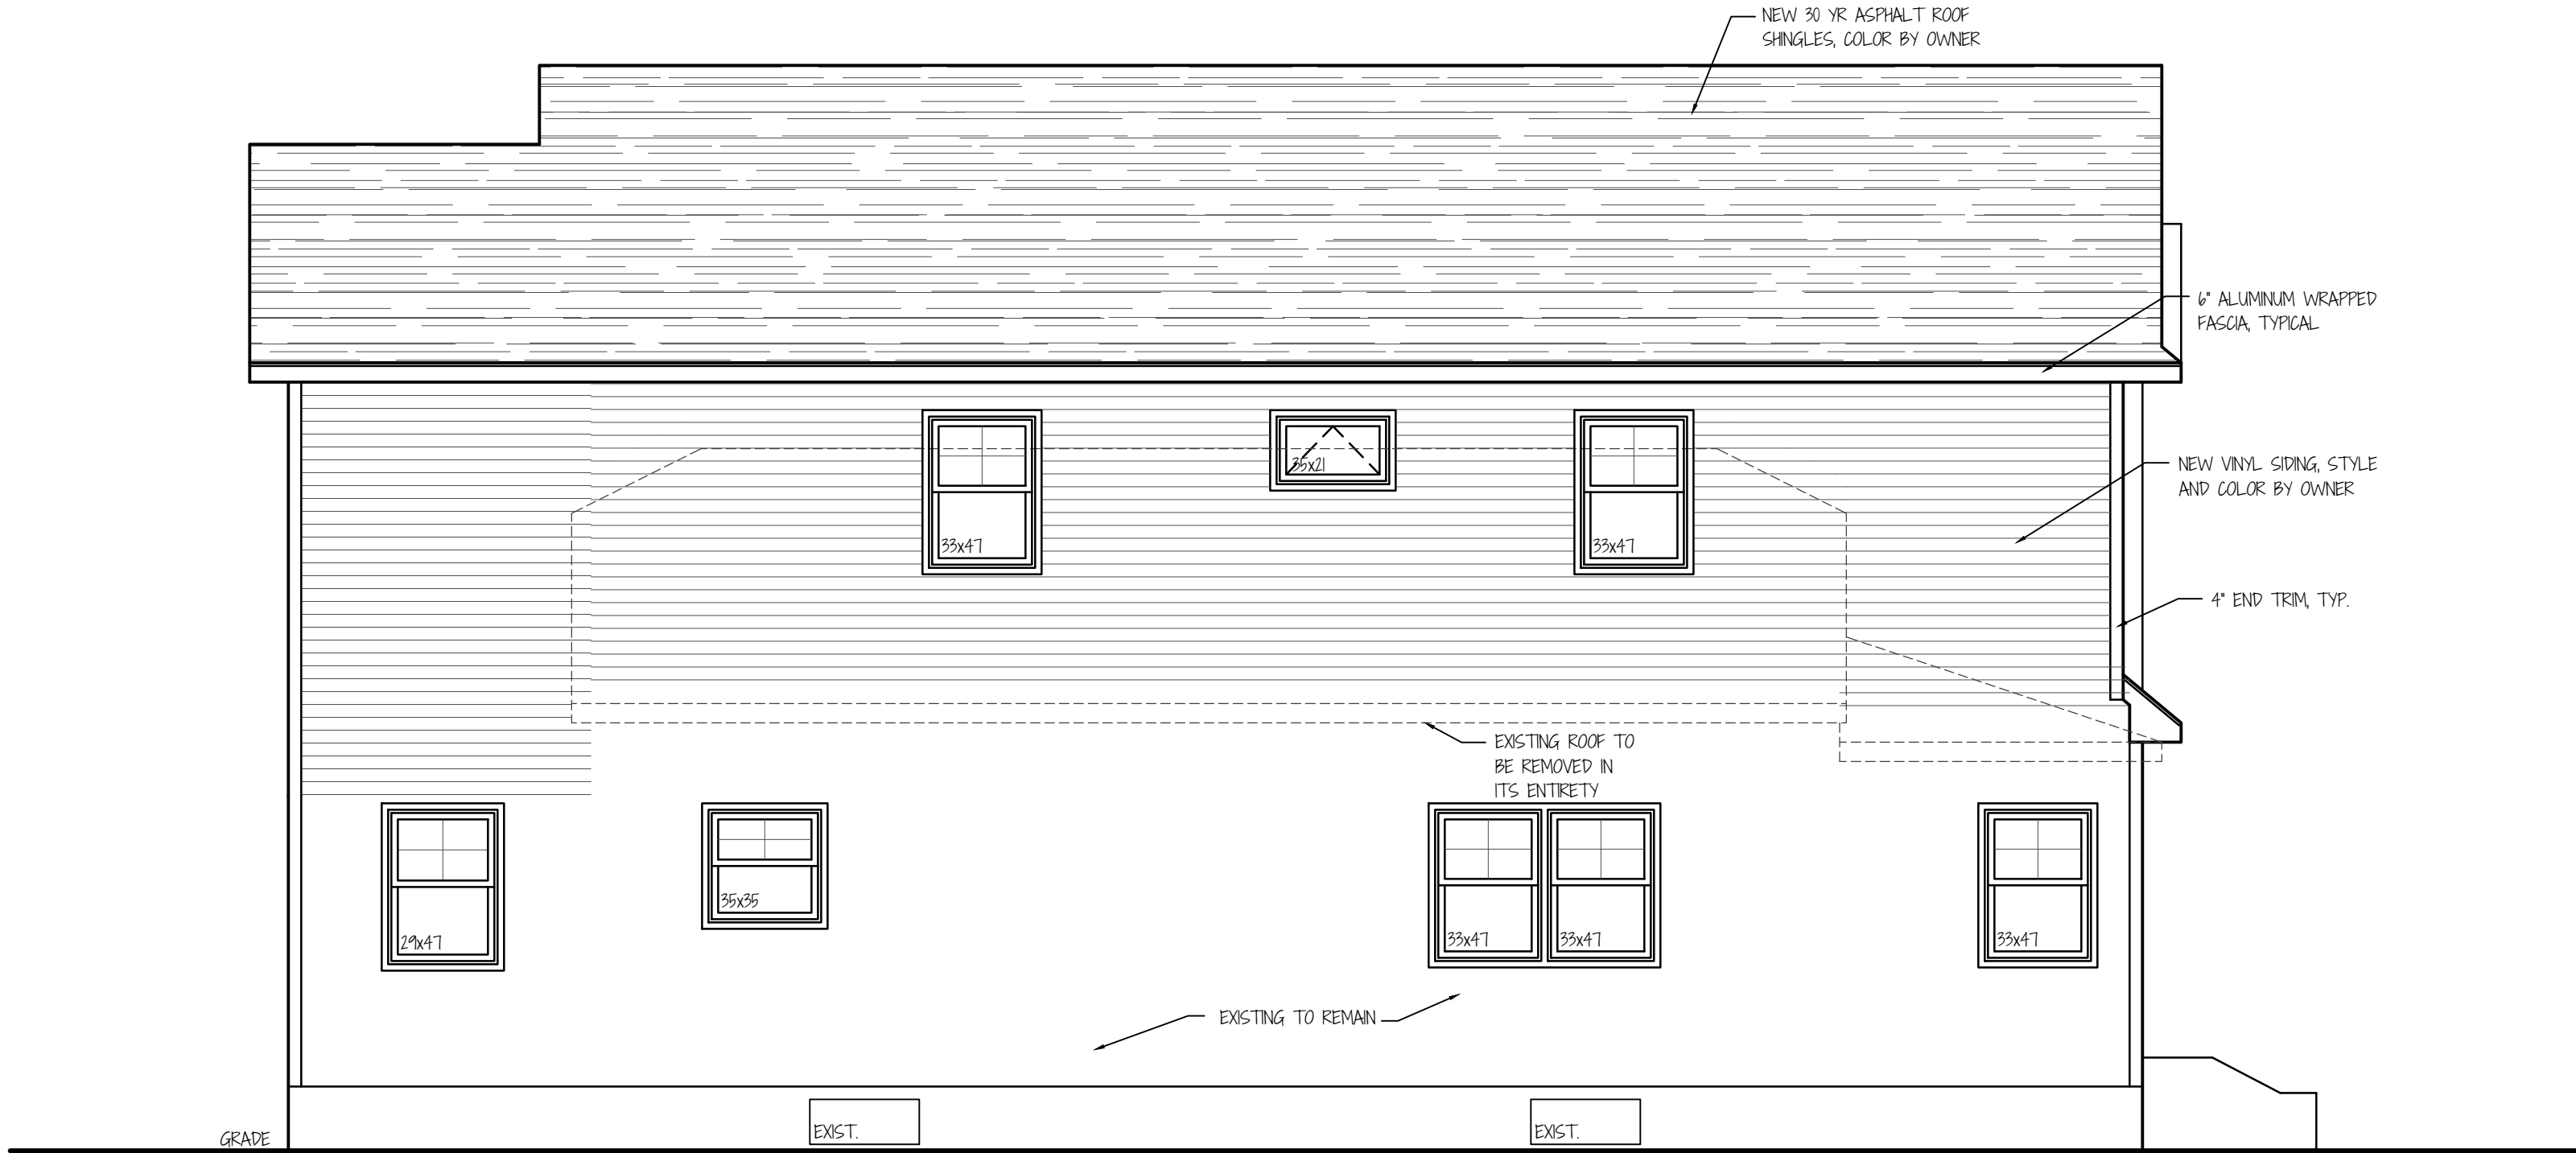 NEW 30 YR ASPHALT ROOF
SHINGLES, COLOR BY OWNER
6" ALUMINUM WRAPPED
FASCIA, TYPICAL
35x21
NEW VINYL SIDING, STYLE
AND COLOR BY OWNER
33x47
33x47
4" END TRIM, TYP.
EXISTING ROOF TO
BE REMOVED IN
ITS ENTIRETY
35x35
29x47
33x47
33x47
33x47
EXISTING TO REMAIN
EXIST.
EXIST.
GRADE